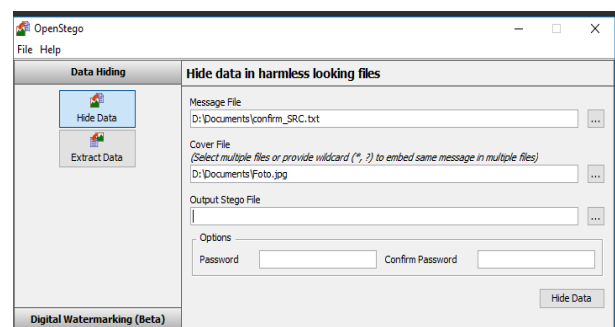 OpenStego
File Help
Data Hiding
Hide Data
Extract Data
Digital Watermarking (Beta)
Hide data in harmless looking files
Message File
D:\Documents\confirm_SRC.txt
...
Cover File
(Select multiple files or provide wildcard (*, ?) to embed same message in multiple files)
D:\Documents\Foto.jpg
...
Output Stego File
...
Options
Password
Confirm Password
Hide Data